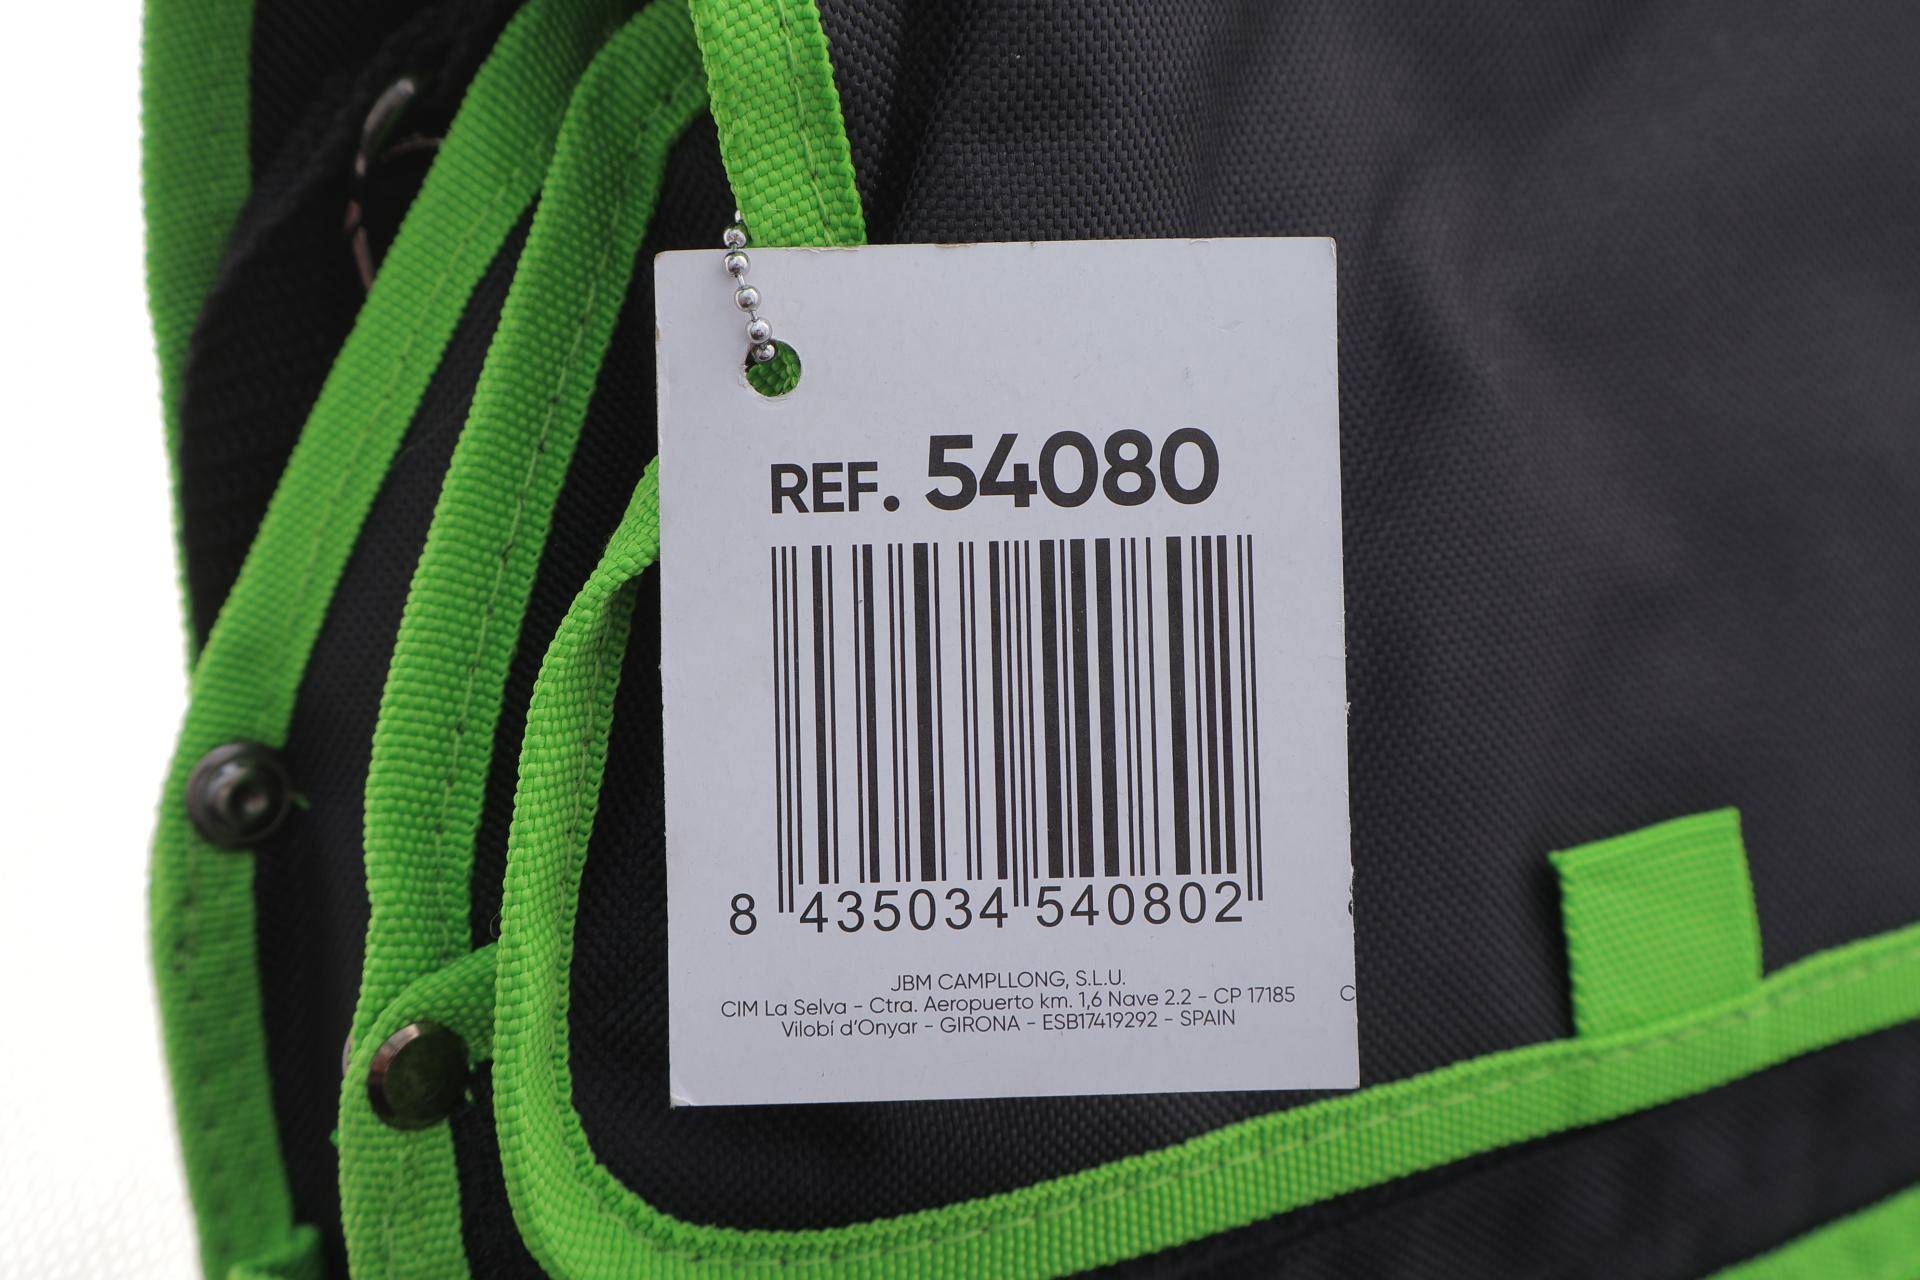 REF. 54080
8 435034 540802
JBM CAMPLLONG, S.L.U.
CIM La Selva - Ctra. Aeropuerto km. 1,6 Nave 2.2 - CP 17185 C
Vilobí d'Onyar - GIRONA - ESB17419292 - SPAIN